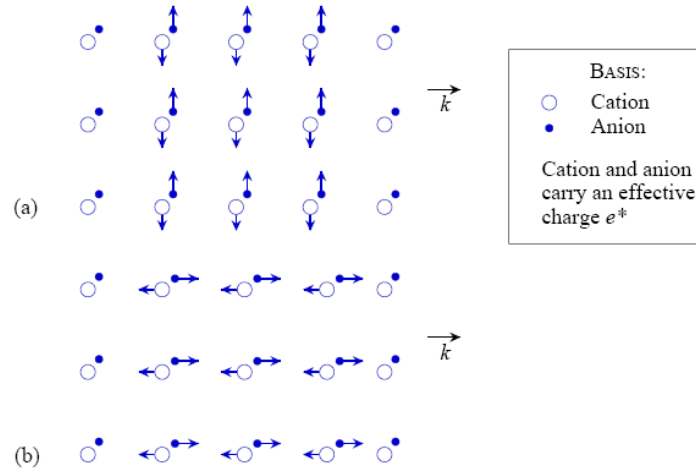 k
BASIS:
Cation
Anion
Cation and anion
carry an effective
charge e*
(a)
k
(b)